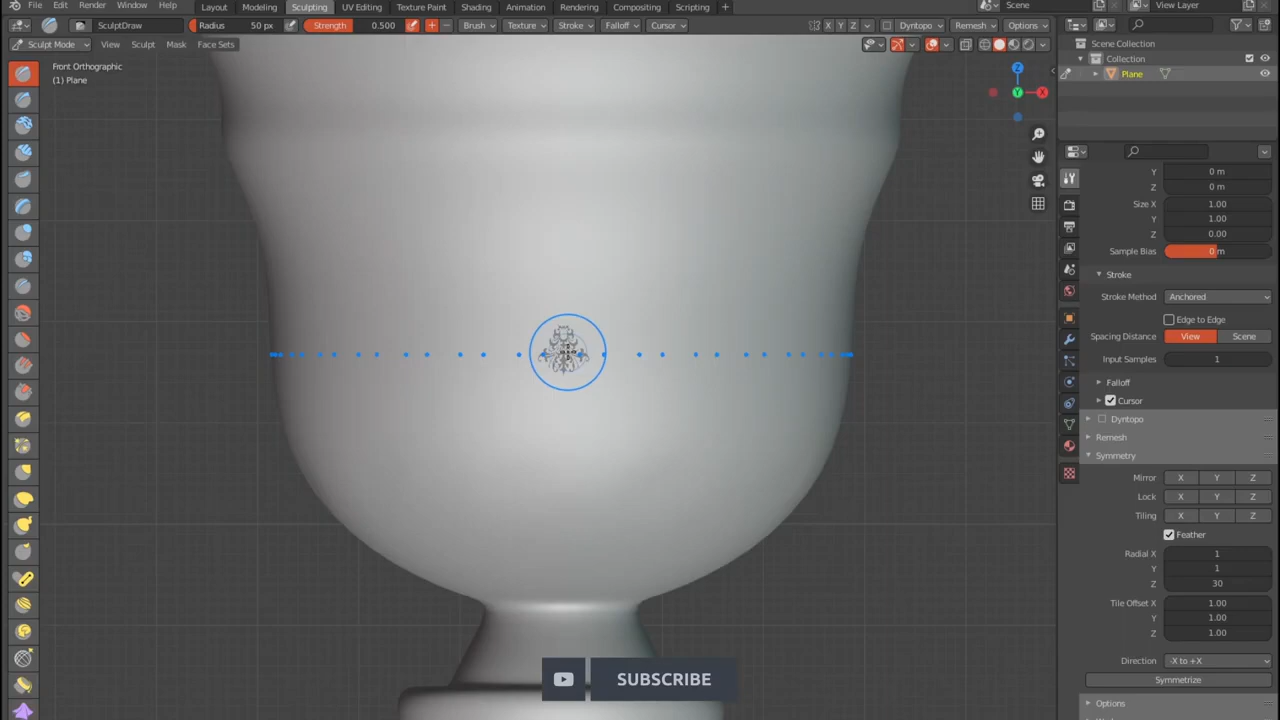 File Edit Render Window Help Layout Modeling Sculpting UV Editing Texture Paint Shading Animation Rendering Compositing Scripting + Scene View Layer
SculptDraw Radius 50 px Strength 0.500 Brush Texture Stroke Falloff Cursor X Y Z Dyntopo Remesh Options
Sculpt Mode View Sculpt Mask Face Sets
Front Orthographic
(1) Plane
Z
Y
X
Scene Collection
Collection
Plane
Y 0 m
Z 0 m
Size X 1.00
Y 1.00
Z 0.00
Sample Bias 0 m
Stroke
Stroke Method Anchored
Edge to Edge
Spacing Distance View Scene
Input Samples 1
Falloff
Cursor
Dyntopo
Remesh
Symmetry
Mirror X Y Z
Lock X Y Z
Tiling X Y Z
Feather
Radial X 1
Y 1
Z 30
Tile Offset X 1.00
Y 1.00
Z 1.00
Direction -X to +X
Symmetrize
Options
SUBSCRIBE